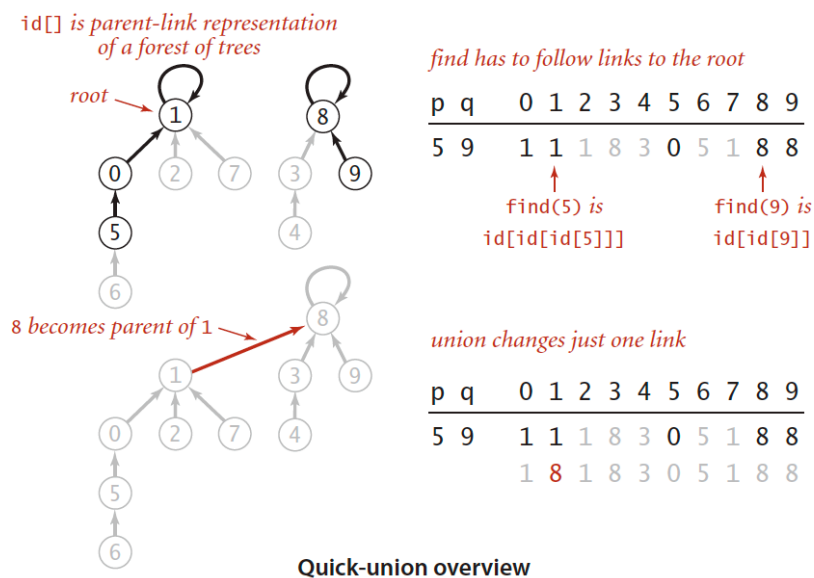 id[] is parent-link representation
of a forest of trees
root
1
8
0
2
7
3
9
5
4
6
find has to follow links to the root
p q 0 1 2 3 4 5 6 7 8 9
5 9 1 1 1 8 3 0 5 1 8 8
find(5) is
id[id[id[5]]]
find(9) is
id[id[9]]
8 becomes parent of 1
8
1
3
9
0
2
7
4
5
6
union changes just one link
p q 0 1 2 3 4 5 6 7 8 9
5 9 1 1 1 8 3 0 5 1 8 8
1 8 1 8 3 0 5 1 8 8
Quick-union overview